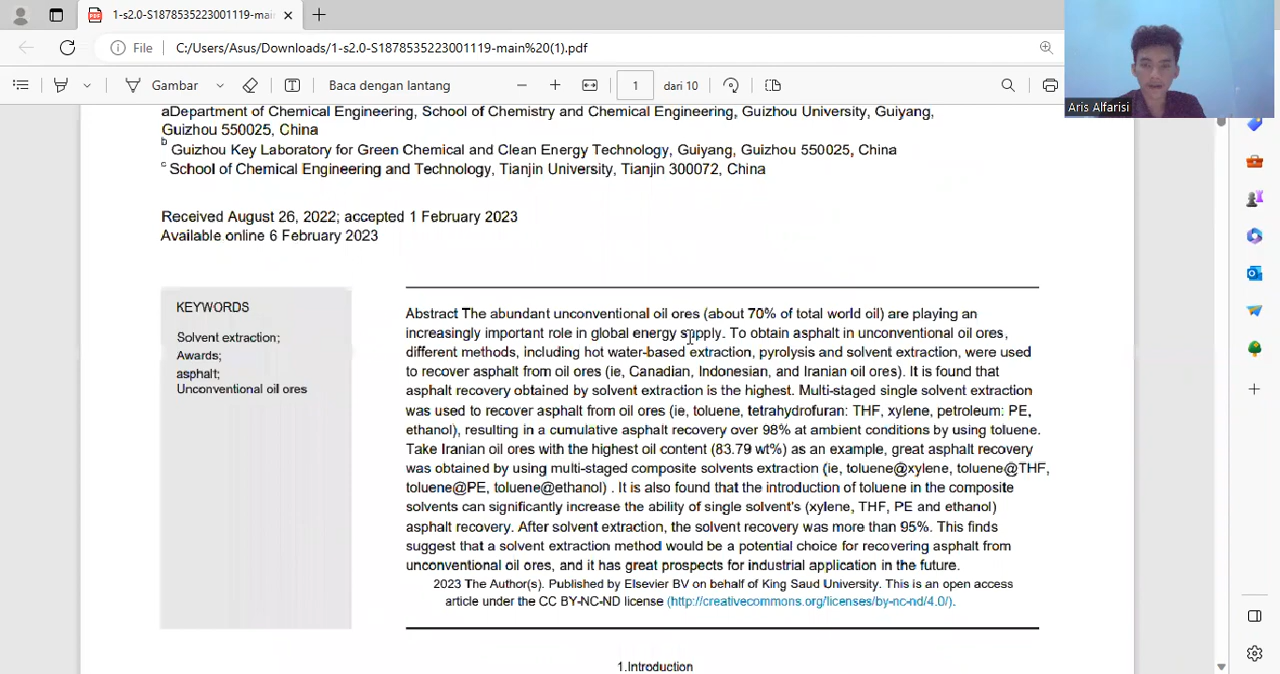 1-s2.0-S1878535223001119-mai
File
C:/Users/Asus/Downloads/1-s2.0-S1878535223001119-main%20(1).pdf
Gambar
Baca dengan lantang
1
dari 10
Aris Alfarisi
aDepartment of Chemical Engineering, School of Chemistry and Chemical Engineering, Guizhou University, Guiyang,
Guizhou 550025, China
b Guizhou Key Laboratory for Green Chemical and Clean Energy Technology, Guiyang, Guizhou 550025, China
c School of Chemical Engineering and Technology, Tianjin University, Tianjin 300072, China
Received August 26, 2022; accepted 1 February 2023
Available online 6 February 2023
KEYWORDS
Solvent extraction;
Awards;
asphalt;
Unconventional oil ores
Abstract The abundant unconventional oil ores (about 70% of total world oil) are playing an
increasingly important role in global energy supply. To obtain asphalt in unconventional oil ores,
different methods, including hot water-based extraction, pyrolysis and solvent extraction, were used
to recover asphalt from oil ores (ie, Canadian, Indonesian, and Iranian oil ores). It is found that
asphalt recovery obtained by solvent extraction is the highest. Multi-staged single solvent extraction
was used to recover asphalt from oil ores (ie, toluene, tetrahydrofuran: THF, xylene, petroleum: PE,
ethanol), resulting in a cumulative asphalt recovery over 98% at ambient conditions by using toluene.
Take Iranian oil ores with the highest oil content (83.79 wt%) as an example, great asphalt recovery
was obtained by using multi-staged composite solvents extraction (ie, toluene@xylene, toluene@THF,
toluene@PE, toluene@ethanol) . It is also found that the introduction of toluene in the composite
solvents can significantly increase the ability of single solvent's (xylene, THF, PE and ethanol)
asphalt recovery. After solvent extraction, the solvent recovery was more than 95%. This finds
suggest that a solvent extraction method would be a potential choice for recovering asphalt from
unconventional oil ores, and it has great prospects for industrial application in the future.
2023 The Author(s). Published by Elsevier BV on behalf of King Saud University. This is an open access
article under the CC BY-NC-ND license (http://creativecommons.org/licenses/by-nc-nd/4.0/).
1.Introduction